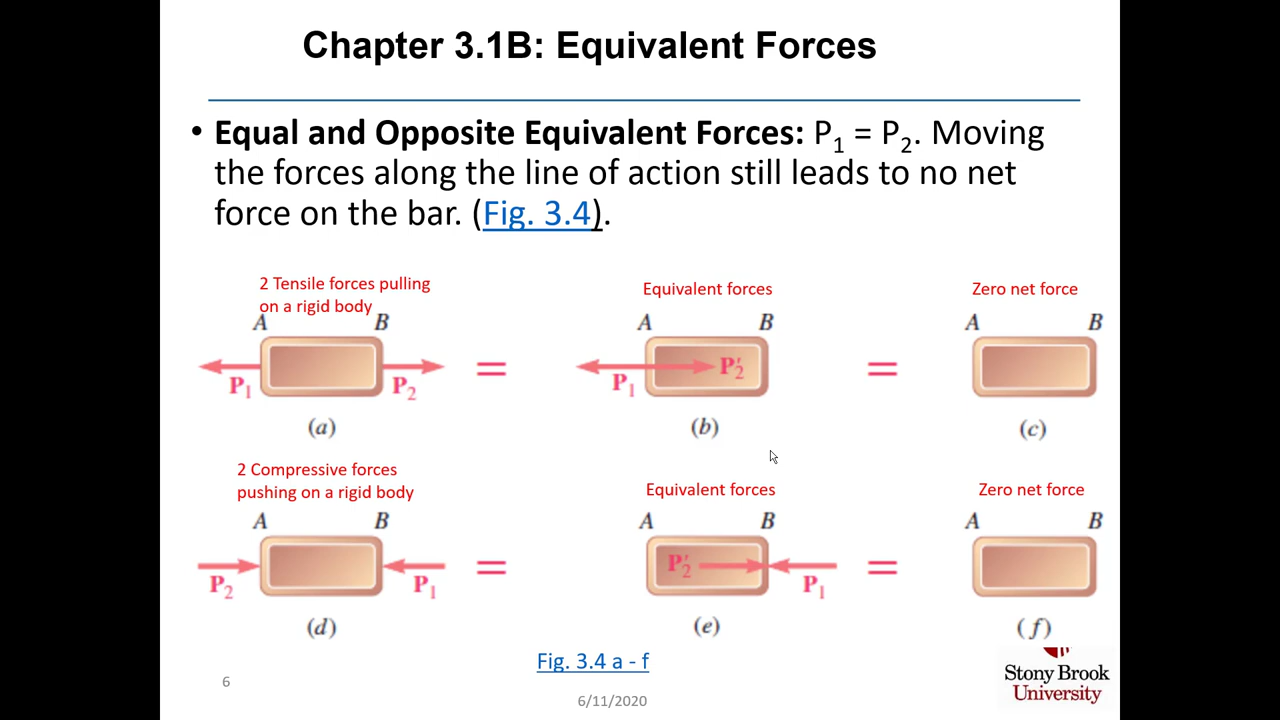 Chapter 3.1B: Equivalent Forces
• Equal and Opposite Equivalent Forces: P1 = P2. Moving
the forces along the line of action still leads to no net
force on the bar. (Fig. 3.4).
2 Tensile forces pulling
on a rigid body
A B
P1 P2
=
(a)
Equivalent forces
A B
P1 P′2
=
(b)
Zero net force
A B
(c)
2 Compressive forces
pushing on a rigid body
A B
P2 P1
=
(d)
Equivalent forces
A B
P′2 P1
=
(e)
Zero net force
A B
(f)
Fig. 3.4 a - f
6
6/11/2020
Stony Brook
University